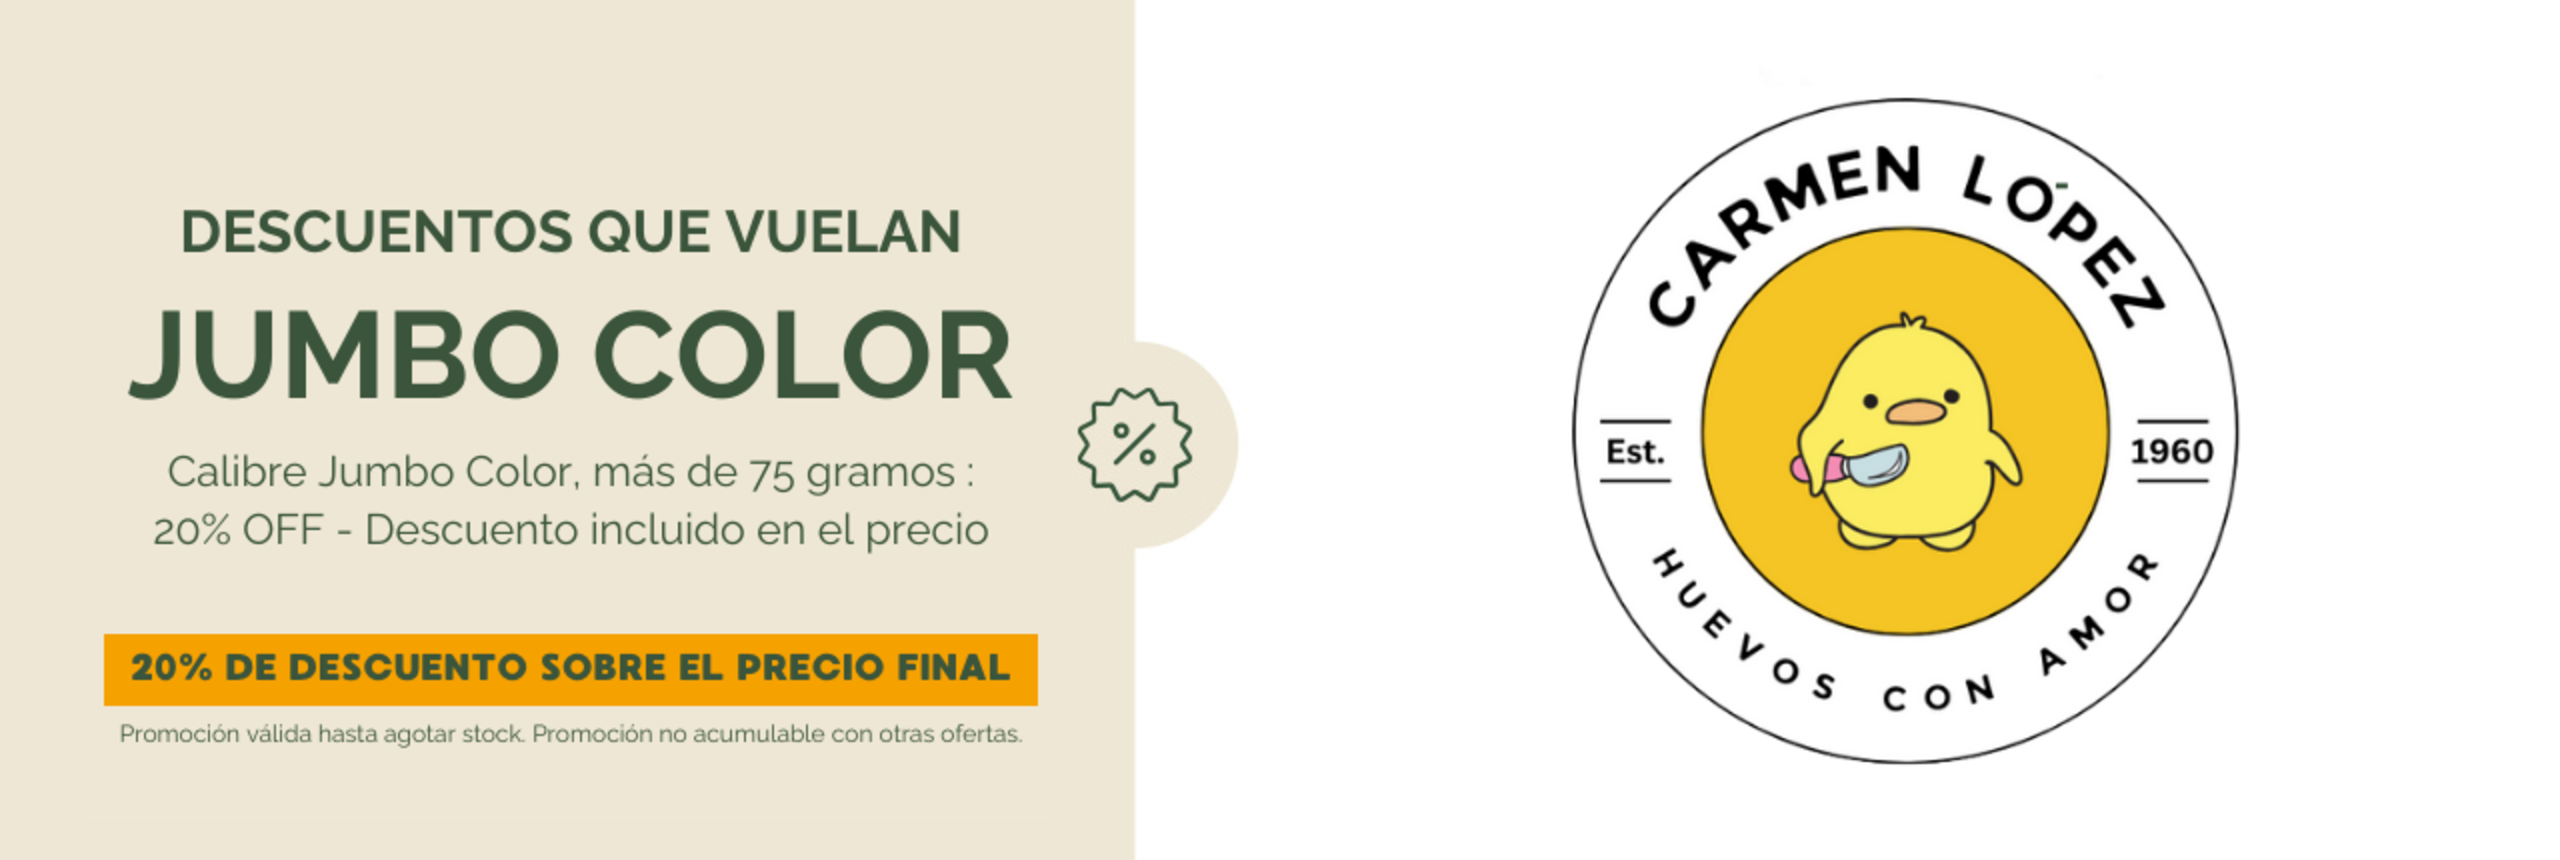 DESCUENTOS QUE VUELAN
JUMBO COLOR
Calibre Jumbo Color, más de 75 gramos :
20% OFF - Descuento incluido en el precio
20% DE DESCUENTO SOBRE EL PRECIO FINAL
Promoción válida hasta agotar stock. Promoción no acumulable con otras ofertas.
%
CARMEN LÓPEZ
Est.
1960
HUEVOS CON AMOR